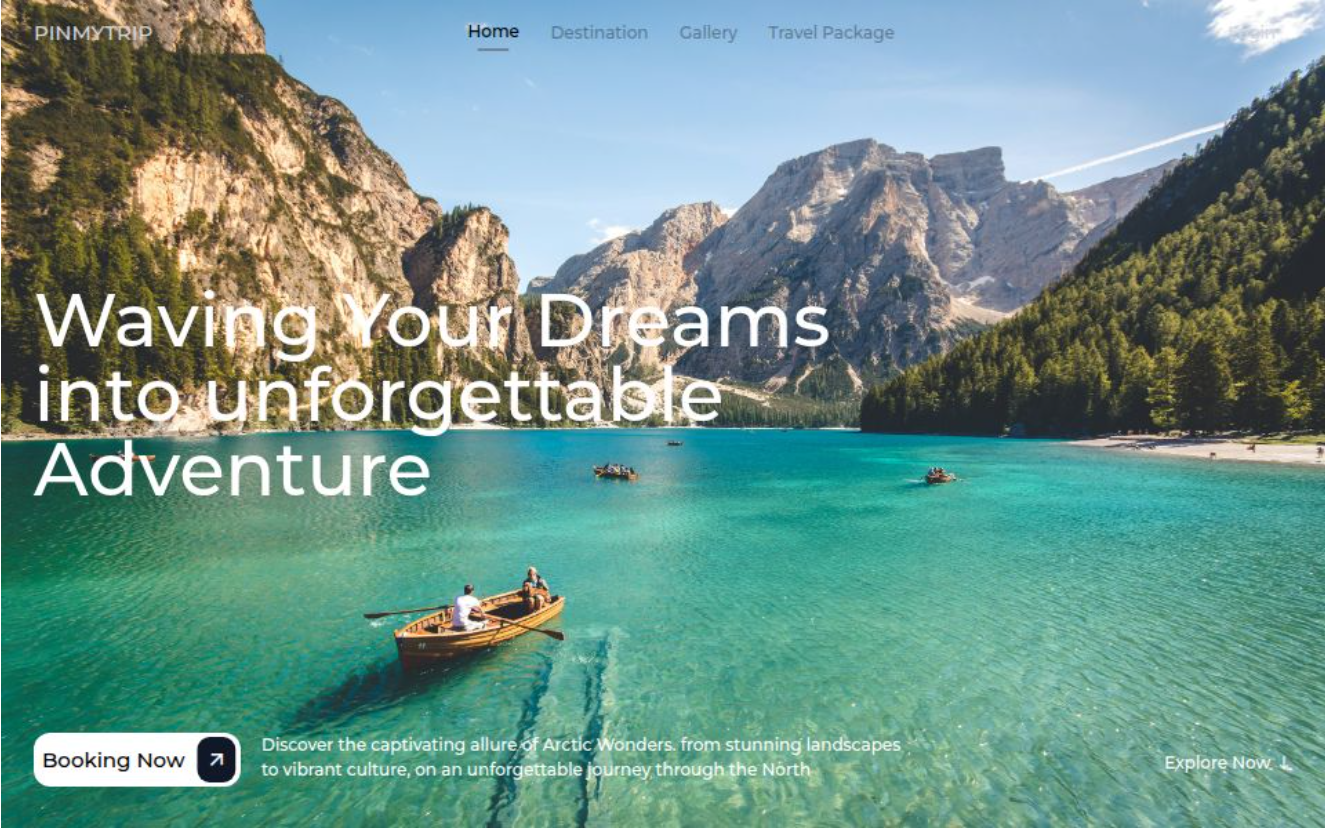 PINMYTRIP
Home Destination Gallery Travel Package
Login
Waving Your Dreams
into unforgettable
Adventure
Booking Now
Discover the captivating allure of Arctic Wonders. from stunning landscapes
to vibrant culture, on an unforgettable journey through the North
Explore Now